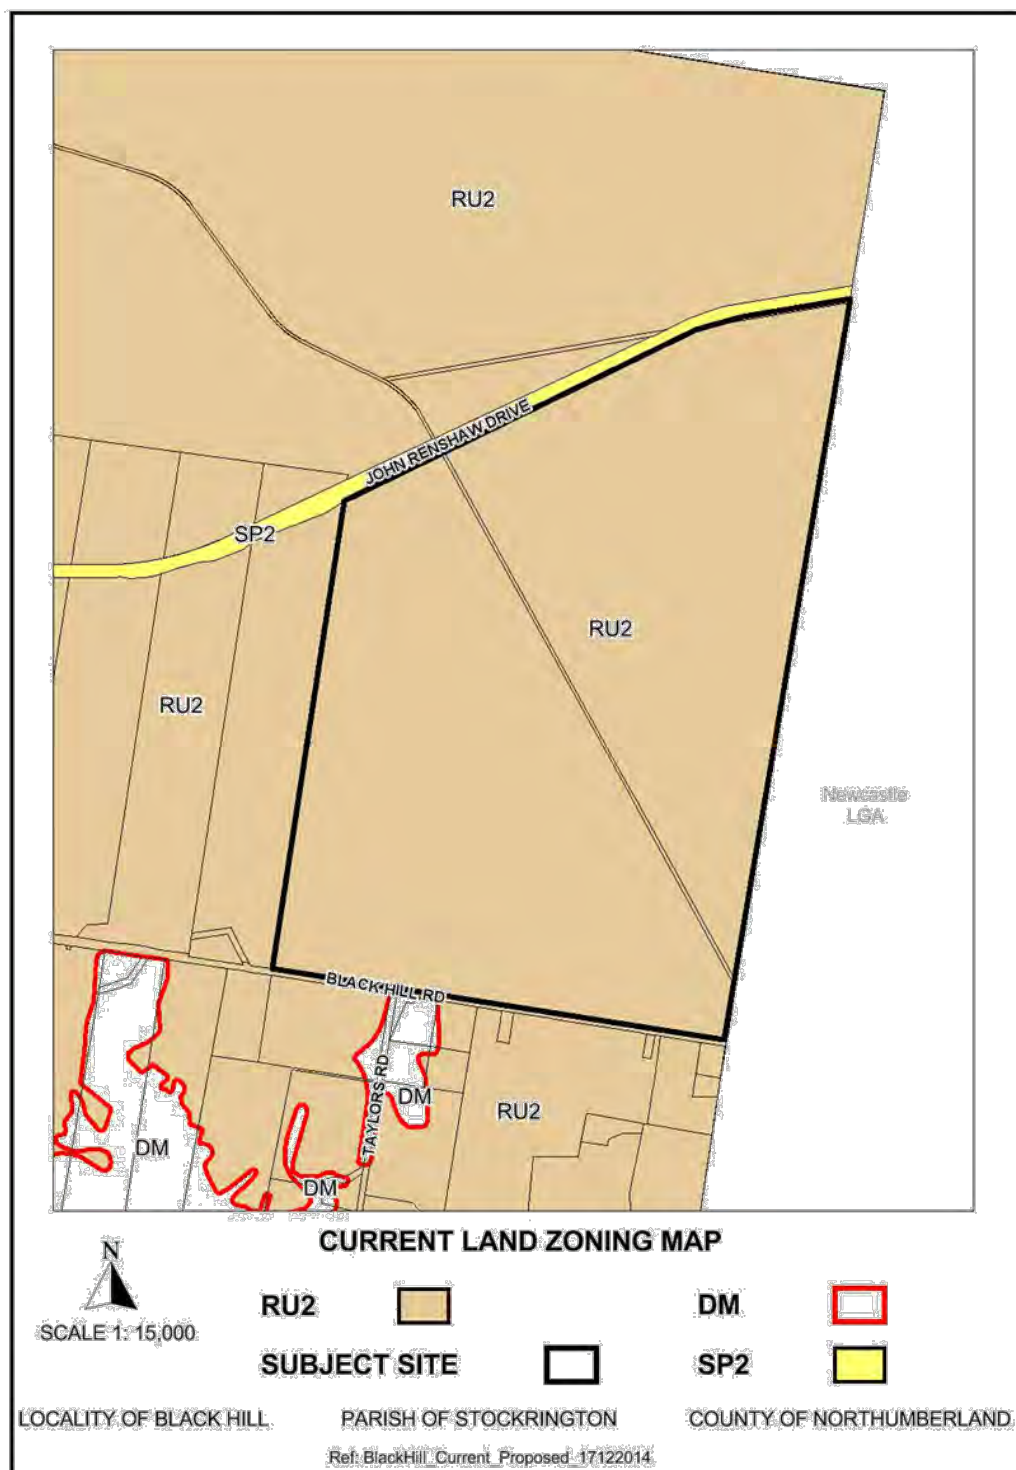 RU2
JOHN RENSHAW DRIVE
SP2
RU2
RU2
Newcastle
LGA
BLACK HILL RD
TAYLORS RD
DM
RU2
DM
DM
CURRENT LAND ZONING MAP
N
SCALE 1: 15,000
RU2
DM
SUBJECT SITE
SP2
LOCALITY OF BLACK HILL
PARISH OF STOCKRINGTON
COUNTY OF NORTHUMBERLAND
Ref: BlackHill_Current_Proposed_17122014